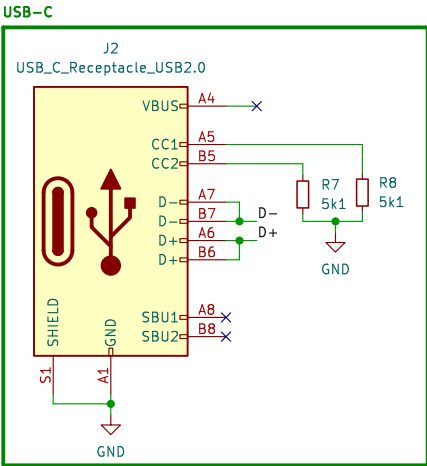 USB-C
J2
USB_C_Receptacle_USB2.0
VBUS A4
CC1 A5
CC2 B5
D- A7
D- B7 D-
D+ A6 D+
D+ B6
R7 5k1
R8 5k1
GND
SBU1 A8
SBU2 B8
SHIELD
GND
S1
A1
GND